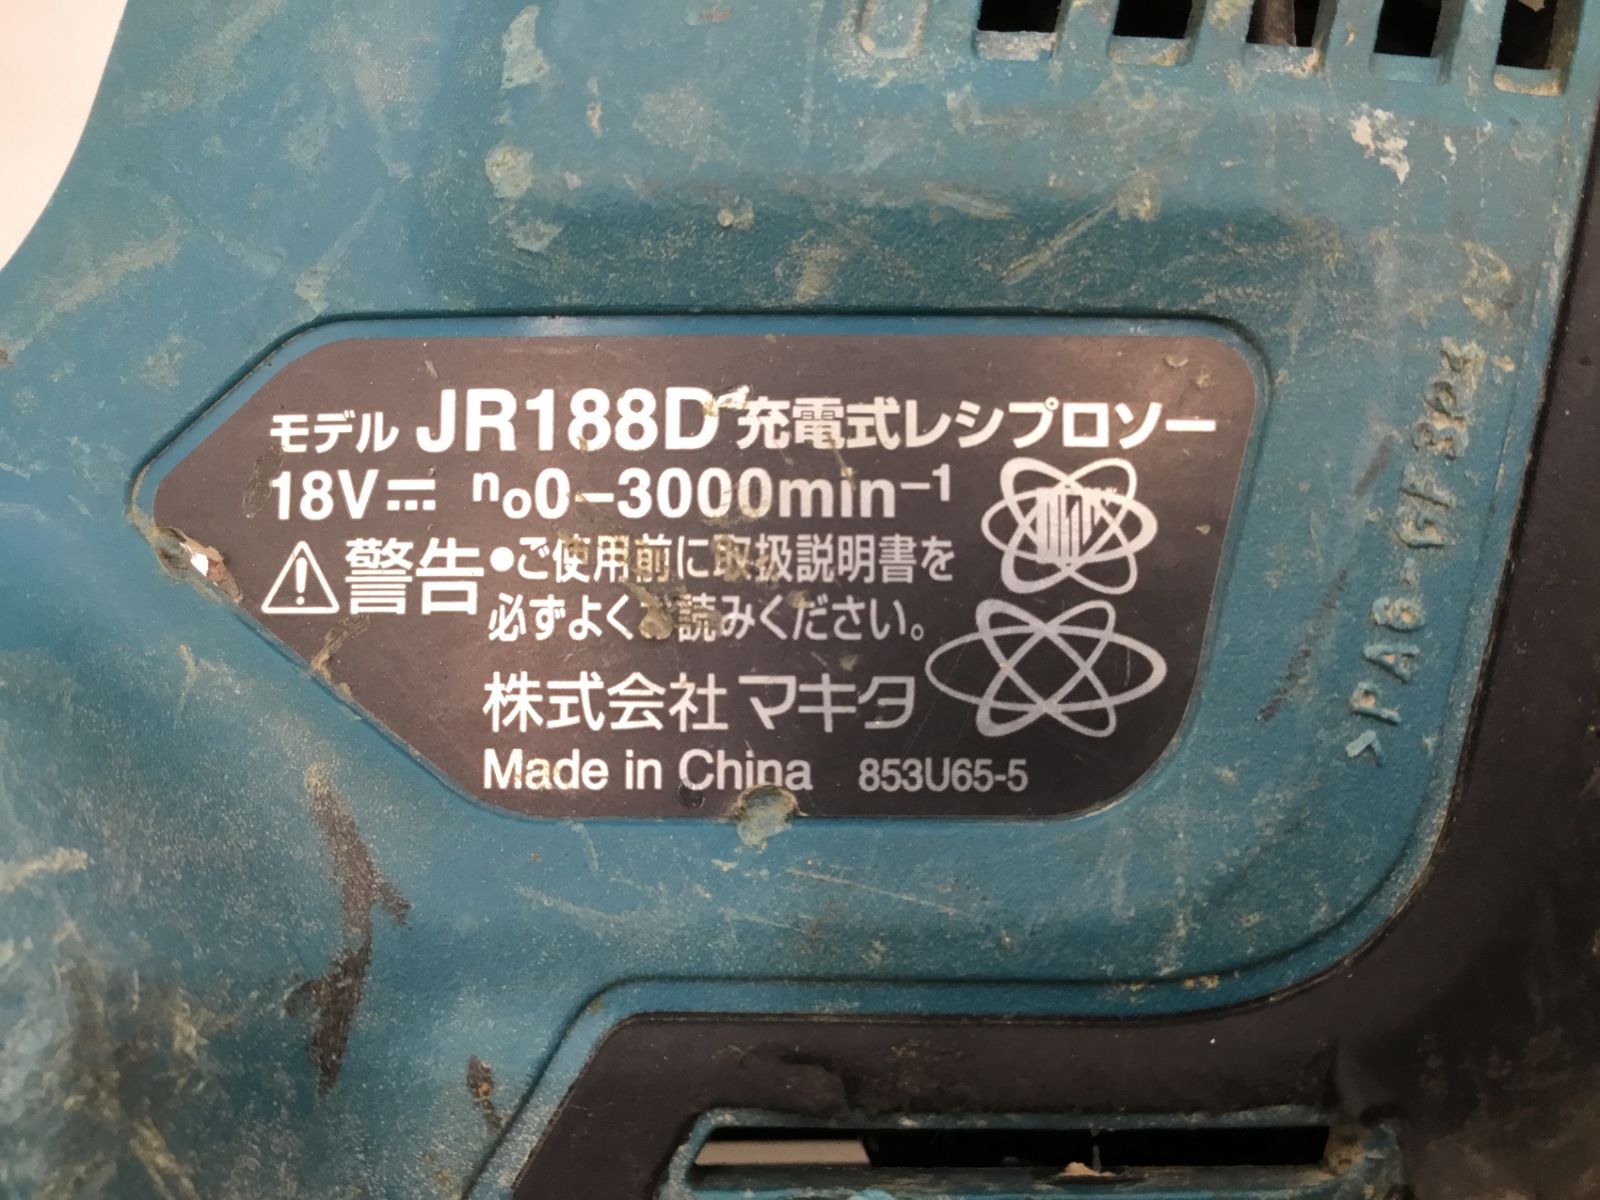 モデル JR188D 充電式レシプロソー
18V⎓ n₀0−3000min⁻¹
⚠警告 •ご使用前に取扱説明書を
必ずよくお読みください。
株式会社マキタ
Made in China 853U65-5
>PA6-